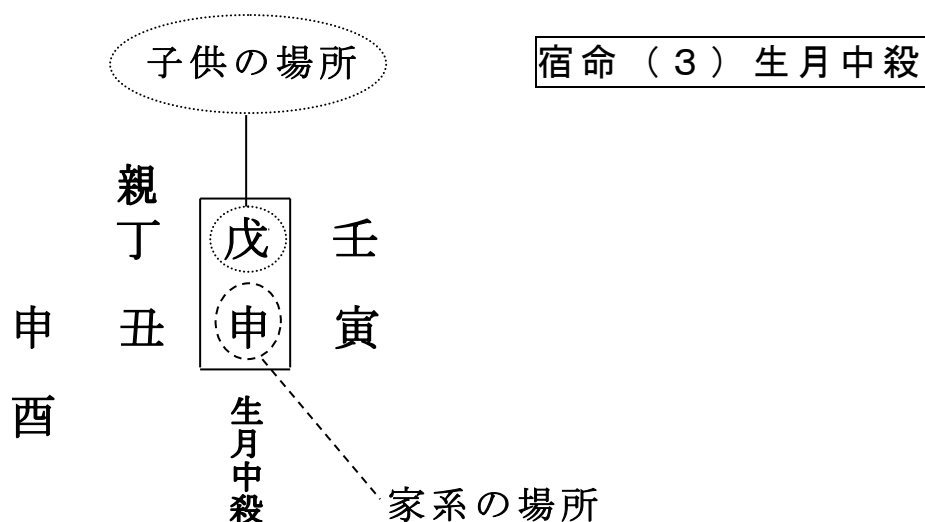 子供の場所
宿命（３）生月中殺
親
丁 戊 壬
申 丑 申 寅
酉
生月中殺
家系の場所